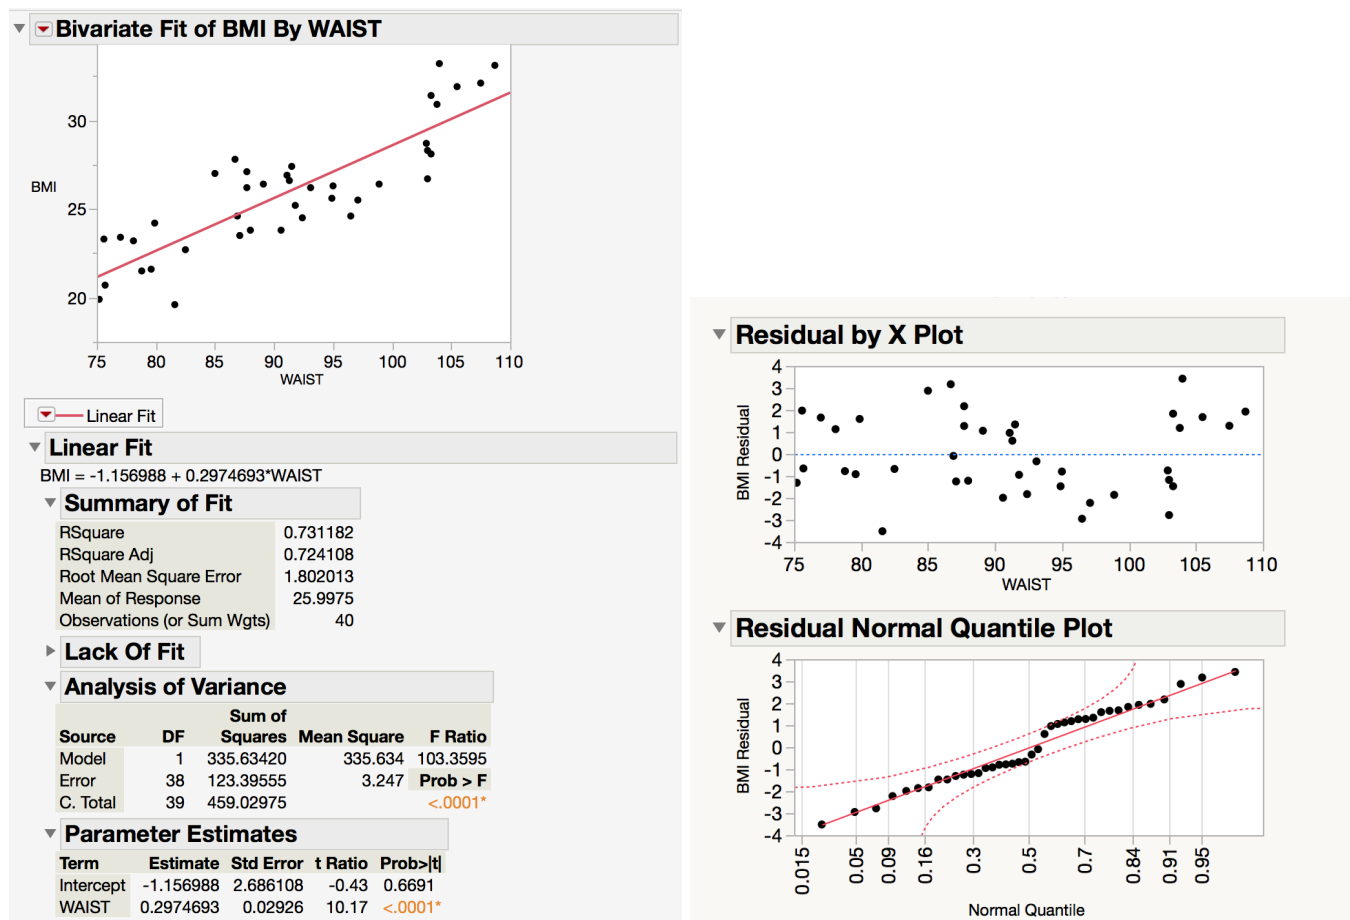 Bivariate Fit of BMI By WAIST
30
BMI
25
20
75 80 85 90 95 100 105 110
WAIST
Linear Fit
Linear Fit
BMI = -1.156988 + 0.2974693*WAIST
Summary of Fit
RSquare 0.731182
RSquare Adj 0.724108
Root Mean Square Error 1.802013
Mean of Response 25.9975
Observations (or Sum Wgts) 40
Lack Of Fit
Analysis of Variance
Sum of
Source DF Squares Mean Square F Ratio
Model 1 335.63420 335.634 103.3595
Error 38 123.39555 3.247 Prob > F
C. Total 39 459.02975 <.0001*
Parameter Estimates
Term Estimate Std Error t Ratio Prob>|t|
Intercept -1.156988 2.686108 -0.43 0.6691
WAIST 0.2974693 0.02926 10.17 <.0001*
Residual by X Plot
4
3
2
1
0
-1
-2
-3
-4
BMI Residual
75 80 85 90 95 100 105 110
WAIST
Residual Normal Quantile Plot
4
3
2
1
0
-1
-2
-3
-4
BMI Residual
0.015 0.05 0.09 0.16 0.3 0.5 0.7 0.84 0.91 0.95
Normal Quantile